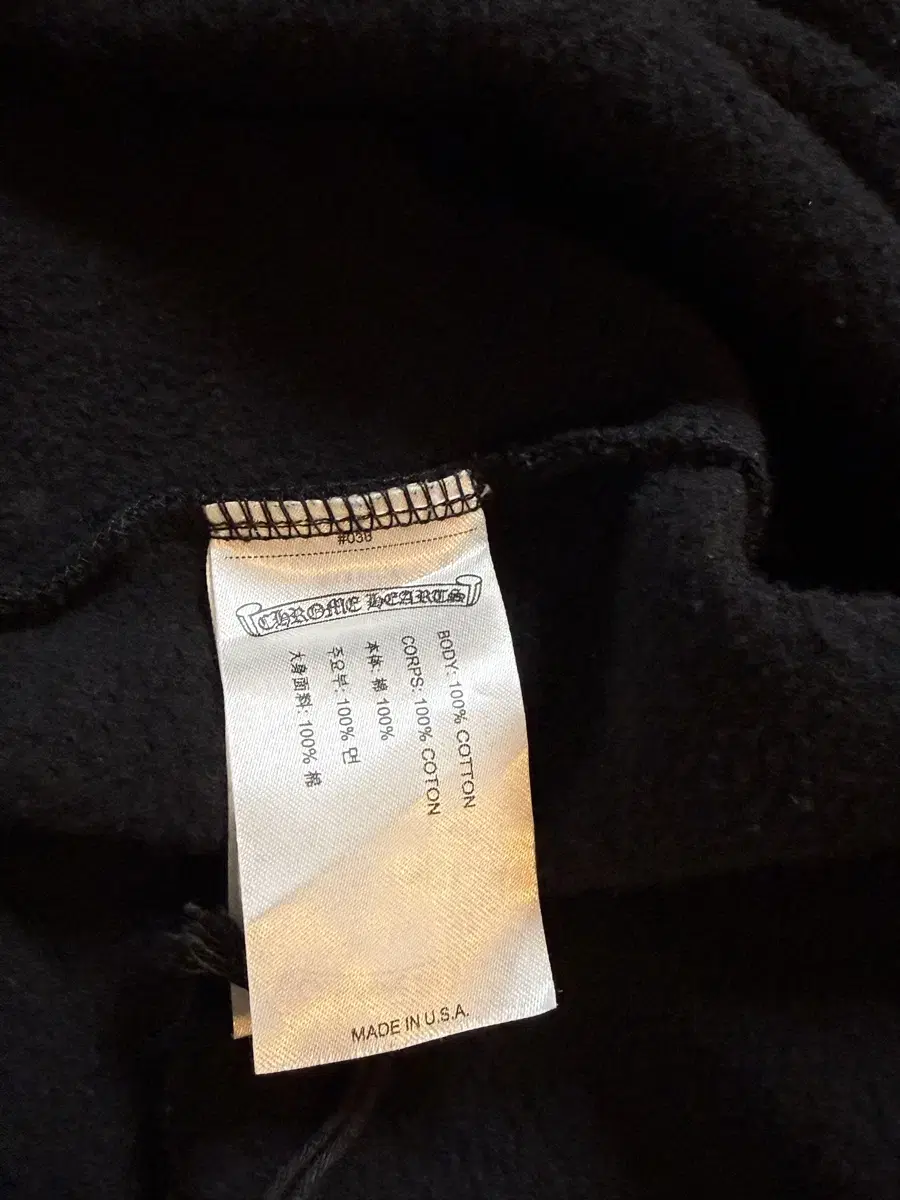 #036
CHROME HEARTS
BODY: 100% COTTON
CORPS: 100% COTON
本体: 綿 100%
주요부: 100% 면
大身面料: 100% 棉
MADE IN U.S.A.